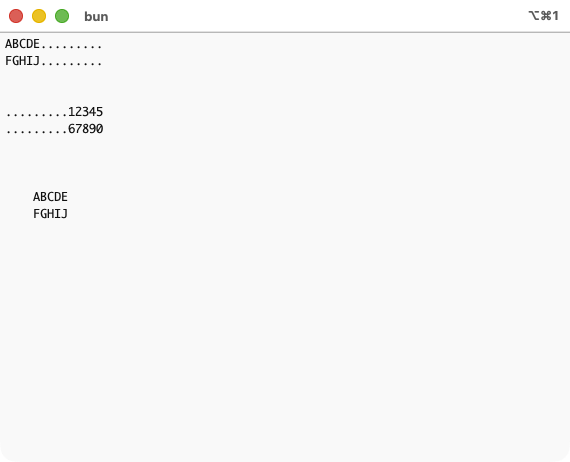 bun
⌥⌘1
ABCDE.........
FGHIJ.........
.........12345
.........67890
ABCDE
FGHIJ